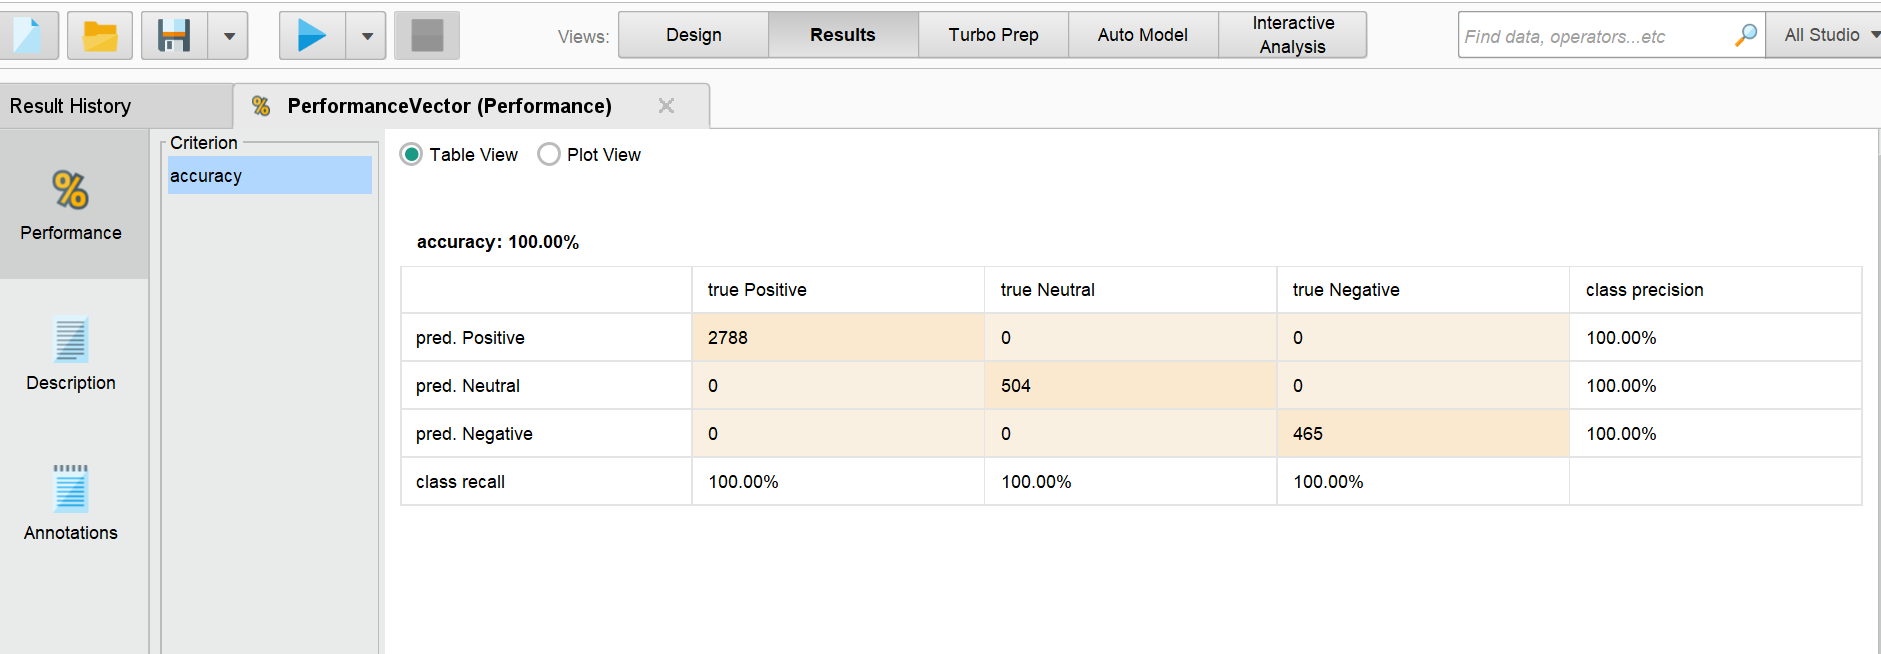 Views:
Design
Results
Turbo Prep
Auto Model
Interactive
Analysis
Find data, operators...etc
All Studio
Result History
PerformanceVector (Performance)
Criterion
accuracy
Table View
Plot View
Performance
Description
Annotations
accuracy: 100.00%
true Positive true Neutral true Negative class precision
pred. Positive 2788 0 0 100.00%
pred. Neutral 0 504 0 100.00%
pred. Negative 0 0 465 100.00%
class recall 100.00% 100.00% 100.00%